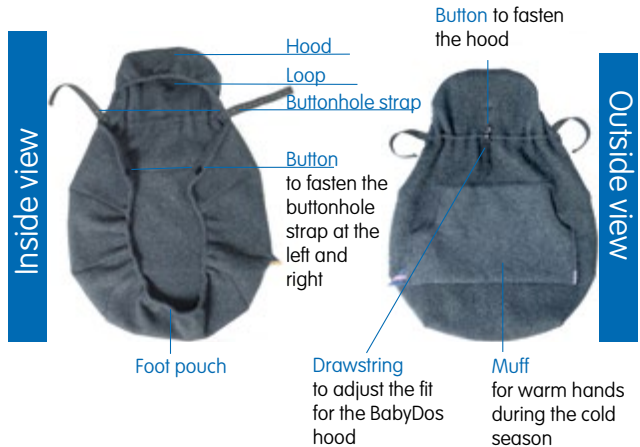 Inside view
Hood
Loop
Buttonhole strap
Button
to fasten the
buttonhole
strap at the
left and
right
Foot pouch
Button to fasten
the hood
Outside view
Drawstring
to adjust the fit
for the BabyDos
hood
Muff
for warm hands
during the cold
season